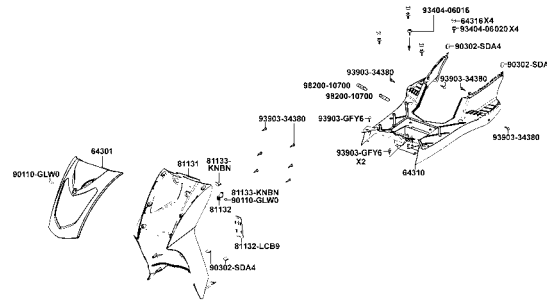 93404-06016
64316X4
93404-06020X4
90302-SDA4
90302-SDA
93903-34380
93903-34380
98200-10700
98200-10700
93903-GFY6
93903-34380
93903-34380
93903-GFY6
X2
64310
64301
90110-GLW0
81131
81133-
KNBN
81133-KNBN
90110-GLW0
81132
81132-LCB9
90302-SDA4